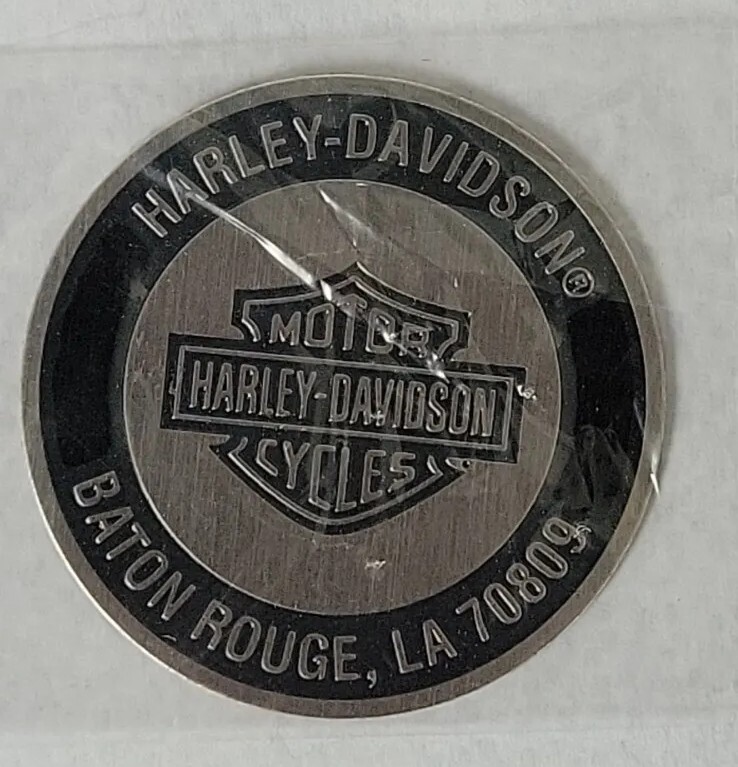 HARLEY-DAVIDSON®
MOTOR
HARLEY-DAVIDSON
CYCLES
BATON ROUGE, LA 70809